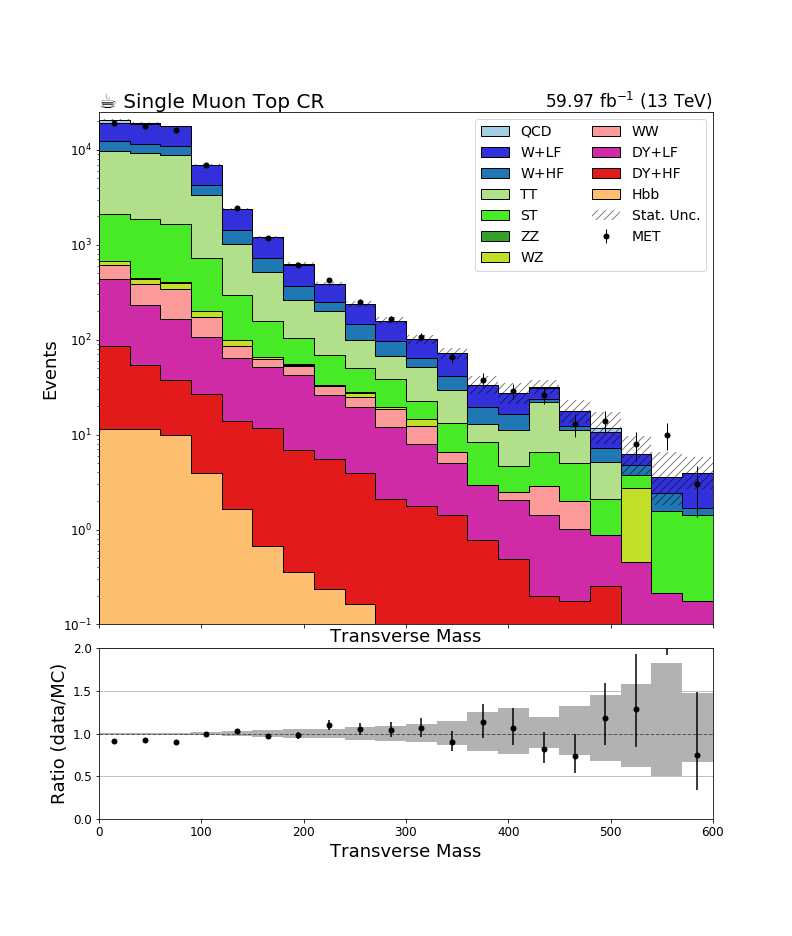 ☕ Single Muon Top CR
59.97 fb⁻¹ (13 TeV)
QCD
W+LF
W+HF
TT
ST
ZZ
WZ
WW
DY+LF
DY+HF
Hbb
Stat. Unc.
MET
Events
10⁴
10³
10²
10¹
10⁰
10⁻¹
Transverse Mass
Ratio (data/MC)
2.0
1.5
1.0
0.5
0.0
0 100 200 300 400 500 600
Transverse Mass